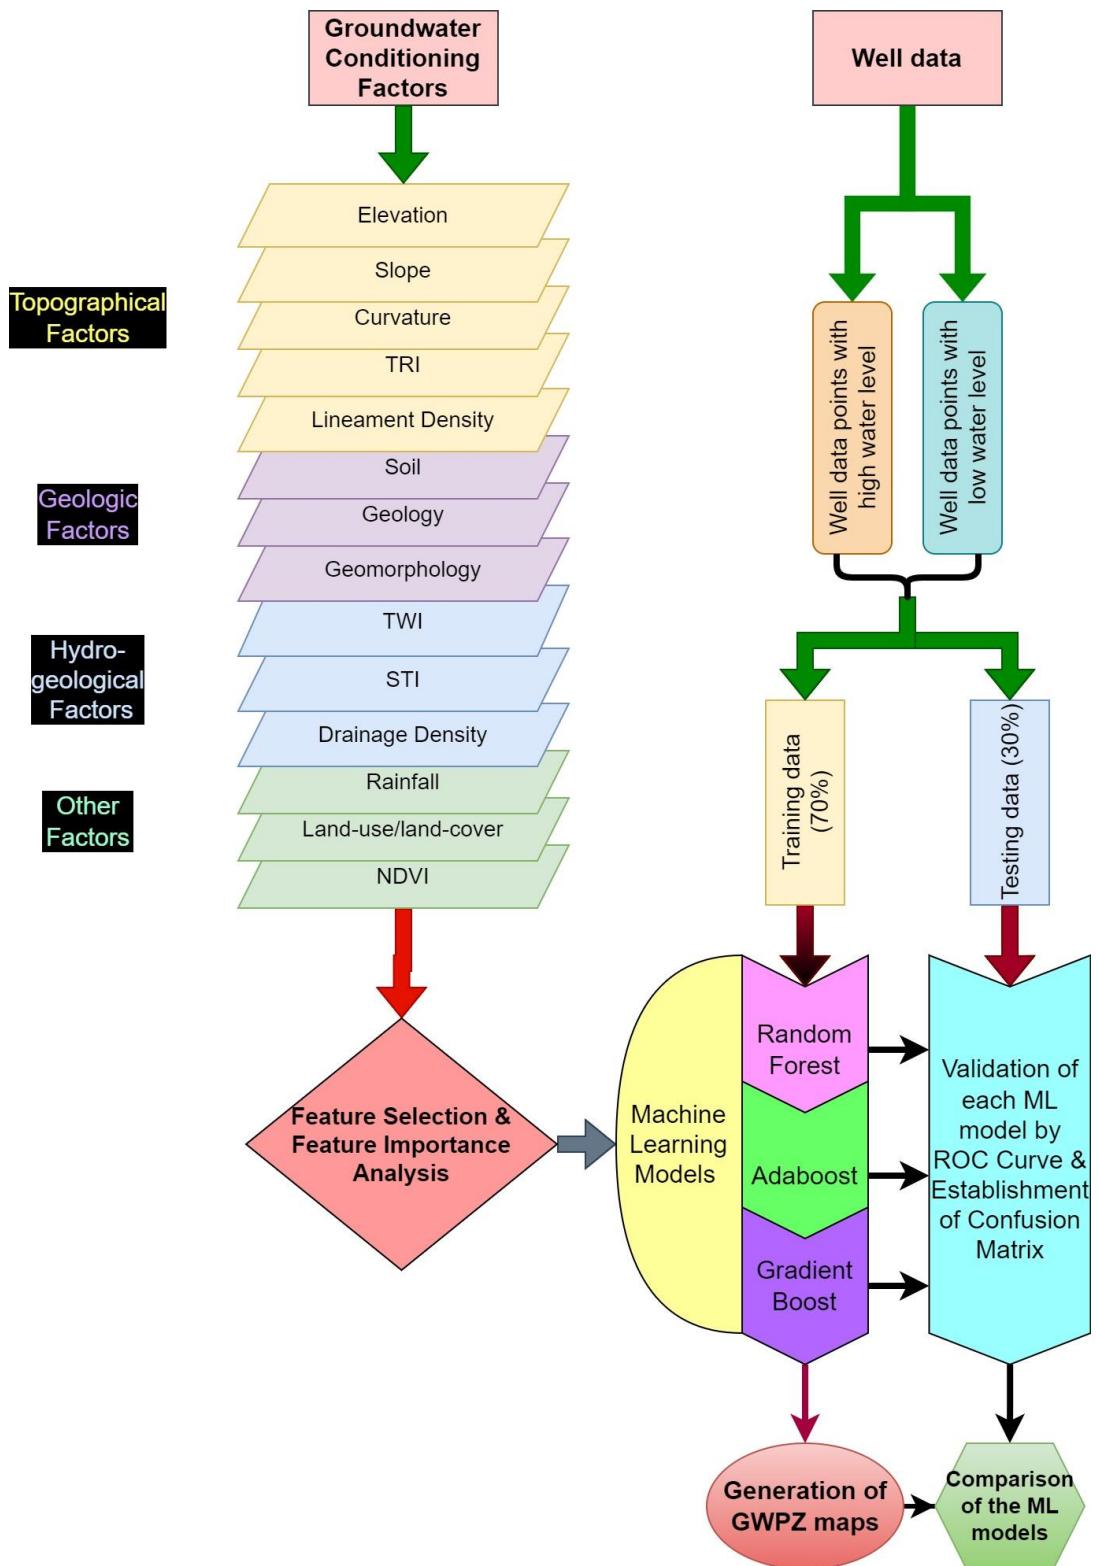 Groundwater
Conditioning
Factors
Well data
Elevation
Slope
Curvature
TRI
Lineament Density
Soil
Geology
Geomorphology
TWI
STI
Drainage Density
Rainfall
Land-use/land-cover
NDVI
Topographical
Factors
Geologic
Factors
Hydro-
geological
Factors
Other
Factors
Well data points with
high water level
Well data points with
low water level
Training data
(70%)
Testing data (30%)
Feature Selection &
Feature Importance
Analysis
Machine
Learning
Models
Random
Forest
Adaboost
Gradient
Boost
Validation of
each ML
model by
ROC Curve &
Establishment
of Confusion
Matrix
Generation of
GWPZ maps
Comparison
of the ML
models